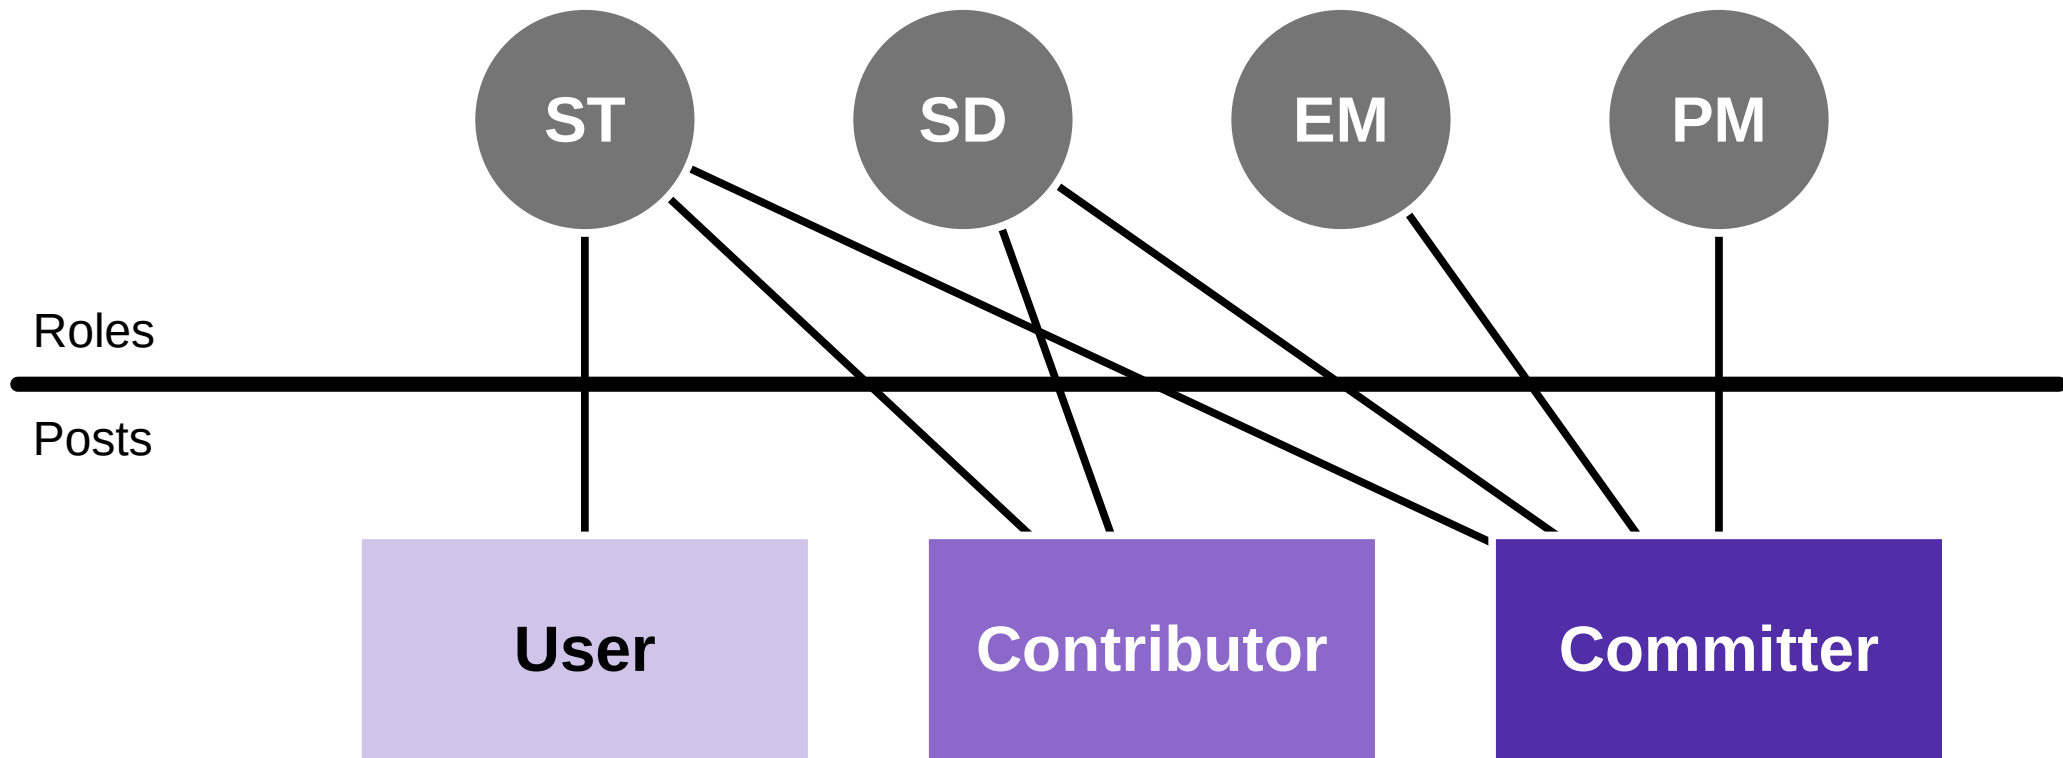 ST
SD
EM
PM
Roles
Posts
User
Contributor
Committer